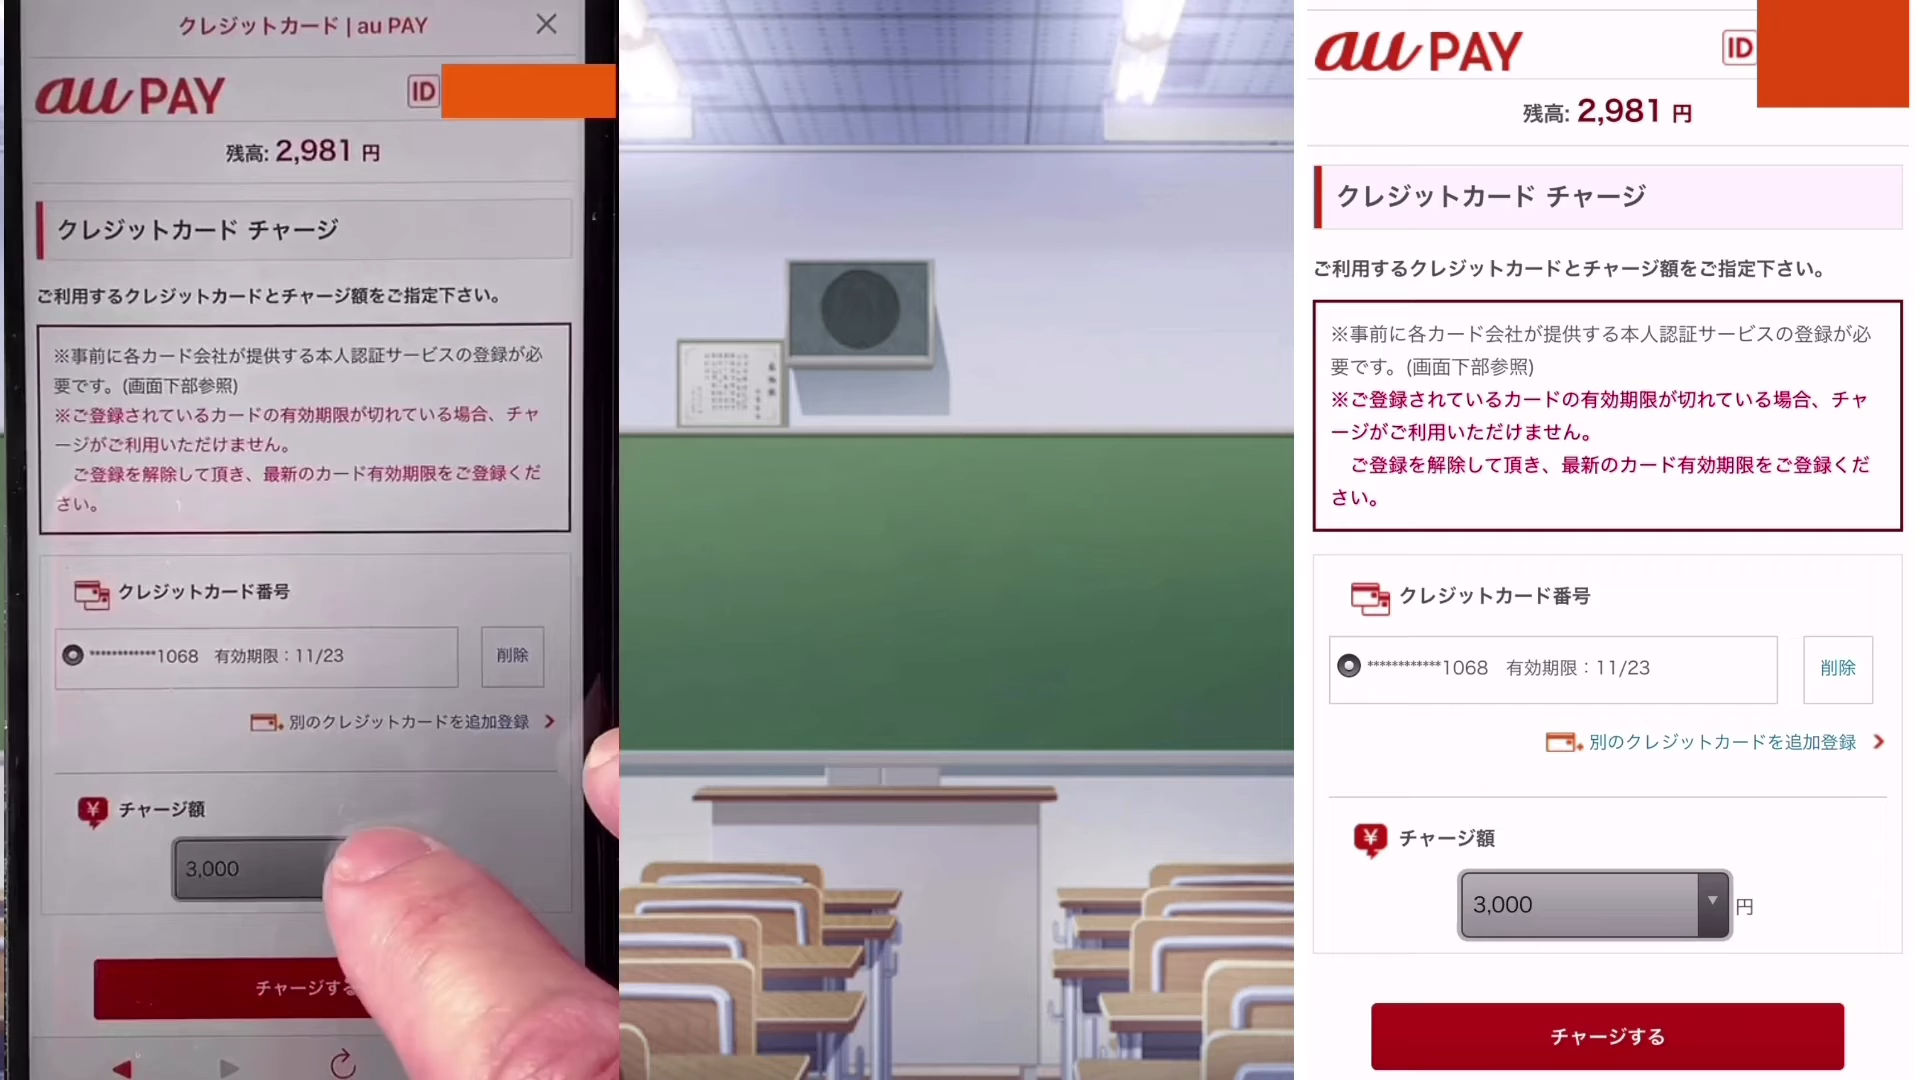 クレジットカード | au PAY
au PAY
ID
残高: 2,981 円
クレジットカード チャージ
ご利用するクレジットカードとチャージ額をご指定下さい。
※事前に各カード会社が提供する本人認証サービスの登録が必
要です。(画面下部参照)
※ご登録されているカードの有効期限が切れている場合、チャ
ージがご利用いただけません。
ご登録を解除して頂き、最新のカード有効期限をご登録くだ
さい。
クレジットカード番号
************1068 有効期限：11/23
削除
別のクレジットカードを追加登録
チャージ額
3,000
チャージする
au PAY
ID
残高: 2,981 円
クレジットカード チャージ
ご利用するクレジットカードとチャージ額をご指定下さい。
※事前に各カード会社が提供する本人認証サービスの登録が必
要です。(画面下部参照)
※ご登録されているカードの有効期限が切れている場合、チャ
ージがご利用いただけません。
ご登録を解除して頂き、最新のカード有効期限をご登録くだ
さい。
クレジットカード番号
************1068 有効期限：11/23
削除
別のクレジットカードを追加登録
チャージ額
3,000 円
チャージする